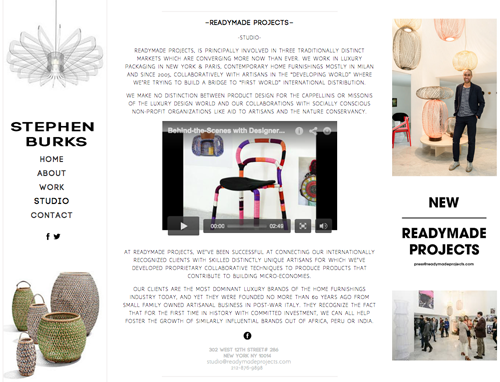 STEPHEN
BURKS
HOME
ABOUT
WORK
STUDIO
CONTACT
~READYMADE PROJECTS~
-STUDIO-
READYMADE PROJECTS, IS PRINCIPALLY INVOLVED IN THREE TRADITIONALLY DISTINCT
MARKETS WHICH ARE CONVERGING MORE NOW THAN EVER. WE WORK IN LUXURY
PACKAGING IN NEW YORK & PARIS, CONTEMPORARY HOME FURNISHINGS MOSTLY IN MILAN
AND SINCE 2005, COLLABORATIVELY WITH ARTISANS IN THE "DEVELOPING WORLD" WHERE
WE'RE TRYING TO BUILD A BRIDGE TO "FIRST WORLD" INTERNATIONAL DISTRIBUTION.
WE MAKE NO DISTINCTION BETWEEN PRODUCT DESIGN FOR THE CAPPELLINIS OR MISSONIS
OF THE LUXURY DESIGN WORLD AND OUR COLLABORATIONS WITH SOCIALLY CONSCIOUS
NON-PROFIT ORGANIZATIONS LIKE AID TO ARTISANS AND THE NATURE CONSERVANCY.
Behind-the-Scenes with Designer...
00:00
02:49
AT READYMADE PROJECTS, WE'VE BEEN SUCCESSFUL AT CONNECTING OUR INTERNATIONALLY
RECOGNIZED CLIENTS WITH SKILLED DISTINCTLY UNIQUE ARTISANS FOR WHICH WE'VE
DEVELOPED PROPRIETARY COLLABORATIVE TECHNIQUES TO PRODUCE PRODUCTS THAT
CONTRIBUTE TO BUILDING MICRO-ECONOMIES.
OUR CLIENTS ARE THE MOST DOMINANT LUXURY BRANDS OF THE HOME FURNISHINGS
INDUSTRY TODAY, AND YET THEY WERE FOUNDED NO MORE THAN 60 YEARS AGO FROM
SMALL FAMILY OWNED ARTISANAL BUSINESS IN POST-WAR ITALY. THEY RECOGNIZE THE FACT
THAT FOR THE FIRST TIME IN HISTORY WITH COMMITTED INVESTMENT, WE CAN ALL HELP
FOSTER THE GROWTH OF SIMILARLY INFLUENTIAL BRANDS OUT OF AFRICA, PERU OR INDIA.
NEW YORK NY 10014
studio@readymadeprojects.com
NEW
READYMADE
PROJECTS
press@readymadeprojects.com